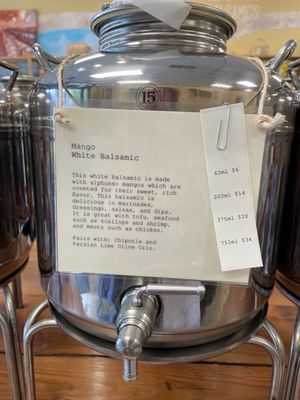 BALSAMICS
15
Mango
White Balsamic
This white balsamic is made
with alphonso mangos which are
coveted for their sweet, rich
flavor. This balsamic is
delicious in marinades,
dressings, salsas, and dips.
It is great with tofu, seafood
such as scallops and shrimp,
and meats such as chicken.
Pairs with: Chipotle and
Persian Lime Olive Oils.
60ml $6
200ml $14
375ml $20
750ml $34